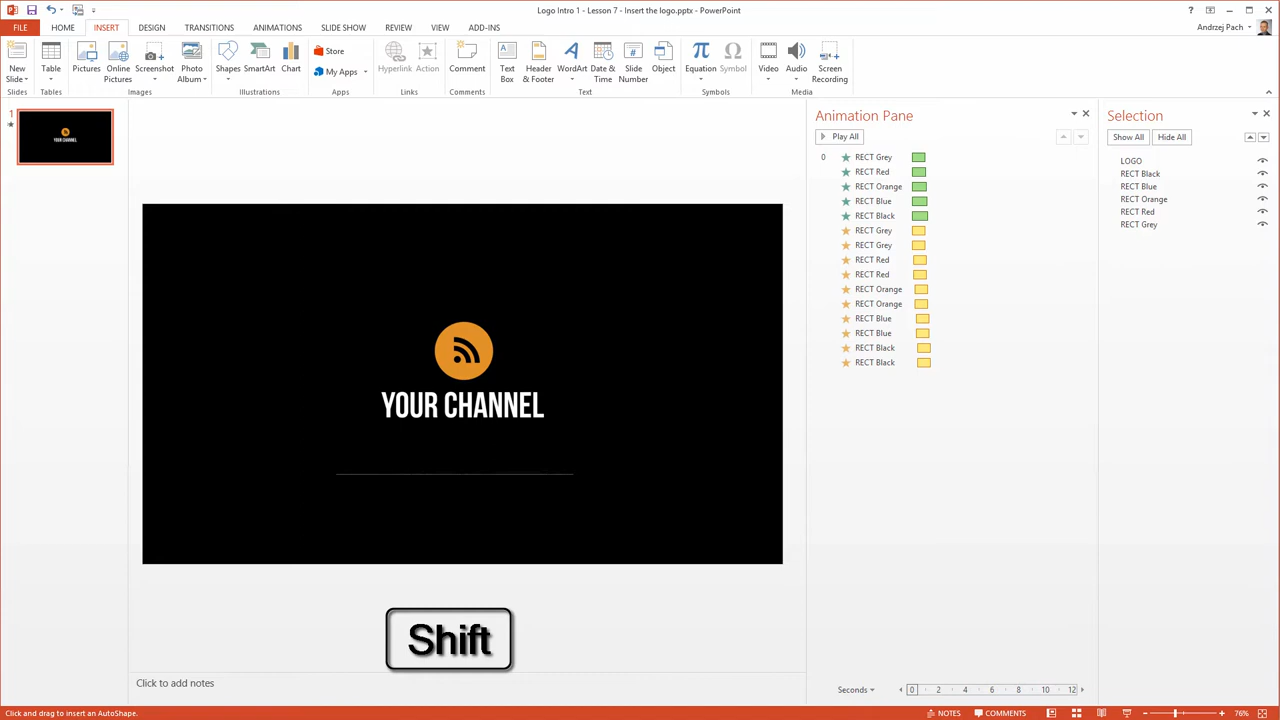 Logo Intro 1 - Lesson 7 - Insert the logo.pptx - PowerPoint
Andrzej Pach
FILE HOME INSERT DESIGN TRANSITIONS ANIMATIONS SLIDE SHOW REVIEW VIEW ADD-INS
New Slide
Table
Pictures
Online Pictures
Screenshot
Photo Album
Shapes
SmartArt
Chart
Store
My Apps
Hyperlink
Action
Comment
Text Box
Header & Footer
WordArt
Date & Time
Slide Number
Object
Equation
Symbol
Video
Audio
Screen Recording
Slides Tables Images Illustrations Apps Links Comments Text Symbols Media
1
YOUR CHANNEL
YOUR CHANNEL
Shift
Click to add notes
Animation Pane
Play All
0 RECT Grey
RECT Red
RECT Orange
RECT Blue
RECT Black
RECT Grey
RECT Grey
RECT Red
RECT Red
RECT Orange
RECT Orange
RECT Blue
RECT Blue
RECT Black
RECT Black
Seconds 0 2 4 6 8 10 12
Selection
Show All Hide All
LOGO
RECT Black
RECT Blue
RECT Orange
RECT Red
RECT Grey
Click and drag to insert an AutoShape.
NOTES COMMENTS 76%